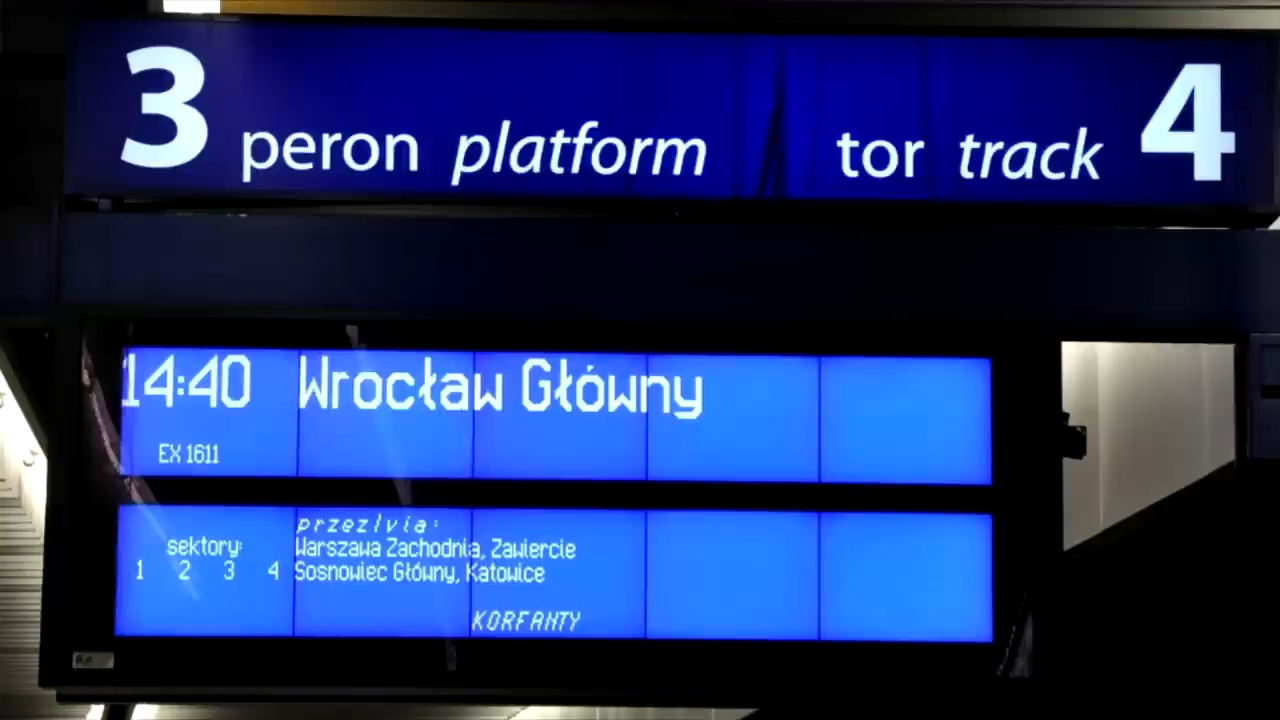 3 peron platform tor track 4
14:40 Wrocław Główny
EX 1611
przez/via:
sektory: Warszawa Zachodnia, Zawiercie
1 2 3 4 Sosnowiec Główny, Katowice
KORFANTY